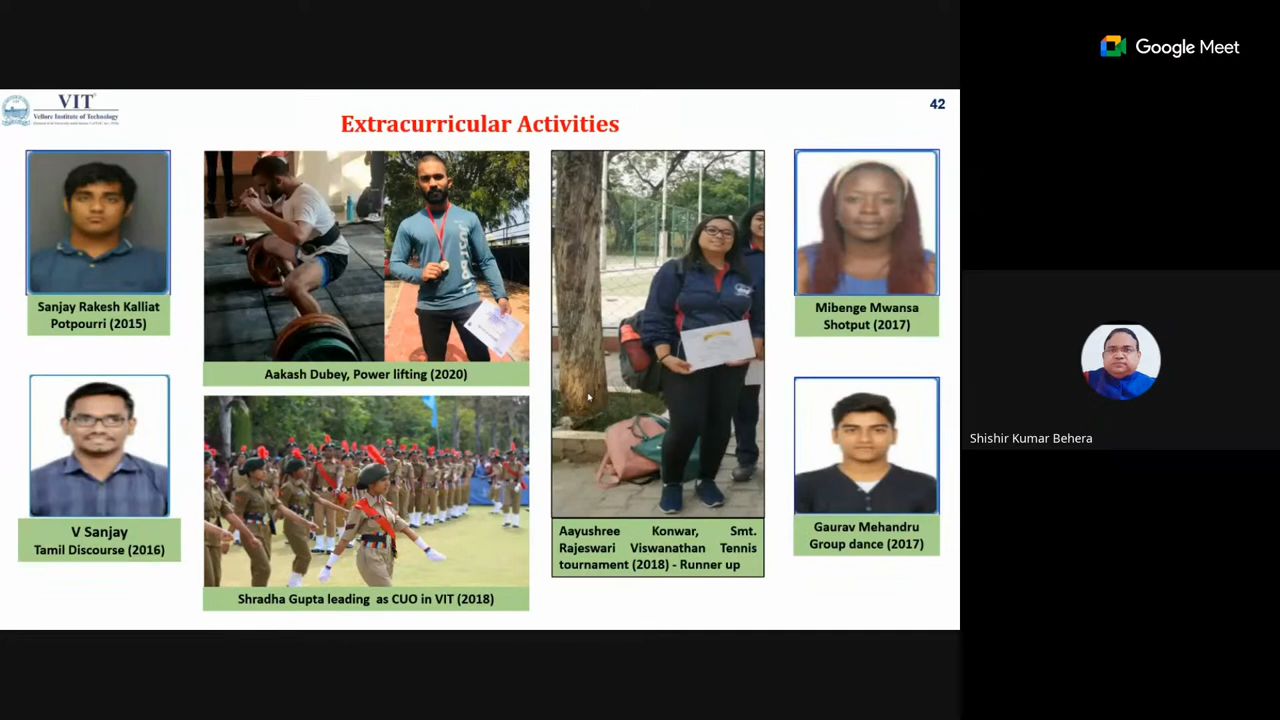 Google Meet
VIT
Vellore Institute of Technology
42
Extracurricular Activities
Sanjay Rakesh Kalliat
Potpourri (2015)
Aakash Dubey, Power lifting (2020)
Mibenge Mwansa
Shotput (2017)
V Sanjay
Tamil Discourse (2016)
Shradha Gupta leading as CUO in VIT (2018)
Aayushree Konwar, Smt.
Rajeswari Viswanathan Tennis
tournament (2018) - Runner up
Gaurav Mehandru
Group dance (2017)
Shishir Kumar Behera